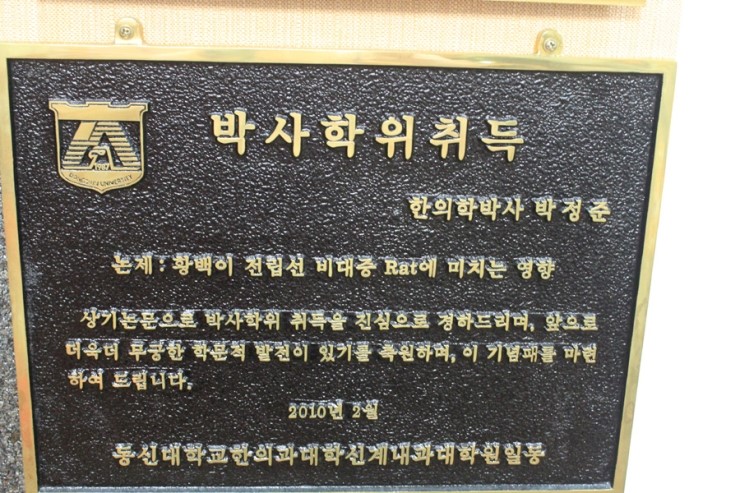 박사학위취득
한의학박사 박정준
논제 : 황백이 전립선 비대증 Rat에 미치는 영향
상기논문으로 박사학위 취득을 진심으로 경하드리며, 앞으로
더욱더 무궁한 학문적 발전이 있기를 축원하며, 이 기념패를 마련
하여 드립니다.
2010년 2월
동신대학교한의과대학신계내과대학원일동